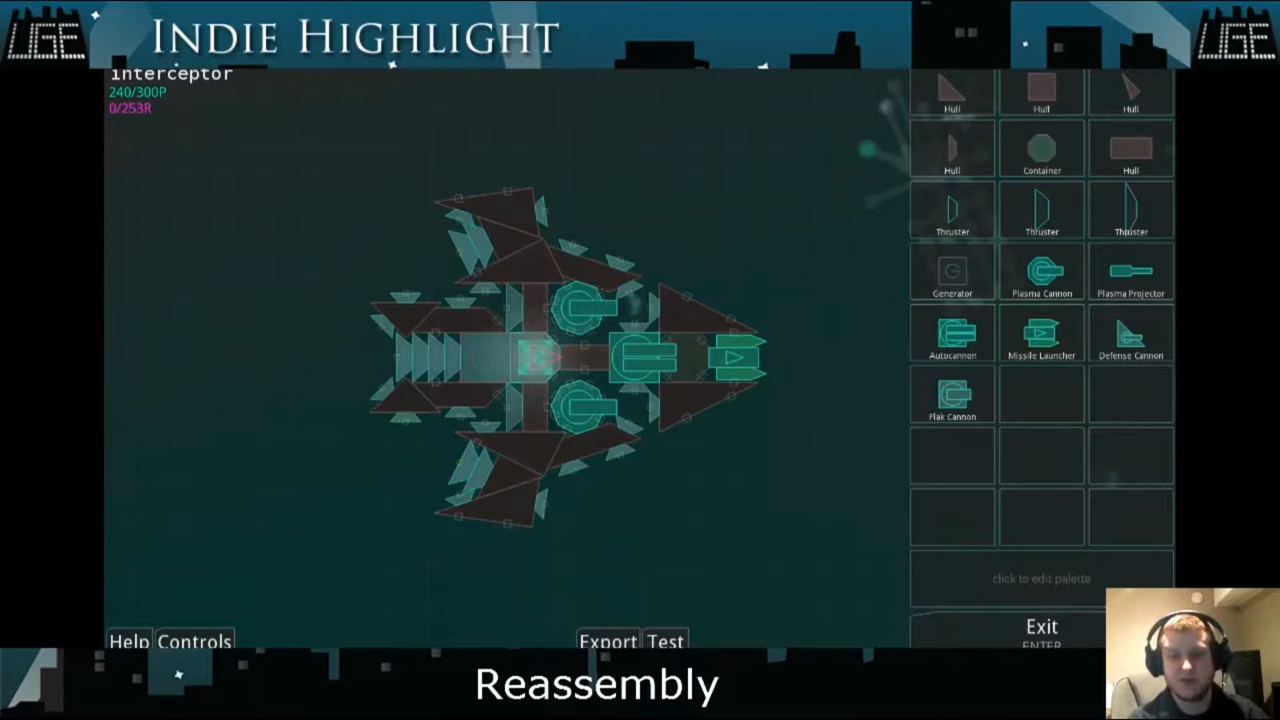 UGE
INDIE HIGHLIGHT
UGE
interceptor
240/300P
0/253R
Hull
Hull
Hull
Hull
Container
Hull
Thruster
Thruster
Thruster
Generator
Plasma Cannon
Plasma Projector
Autocannon
Missile Launcher
Defense Cannon
Flak Cannon
click to edit palette
Exit
ENTER
Help
Controls
Export
Test
Reassembly